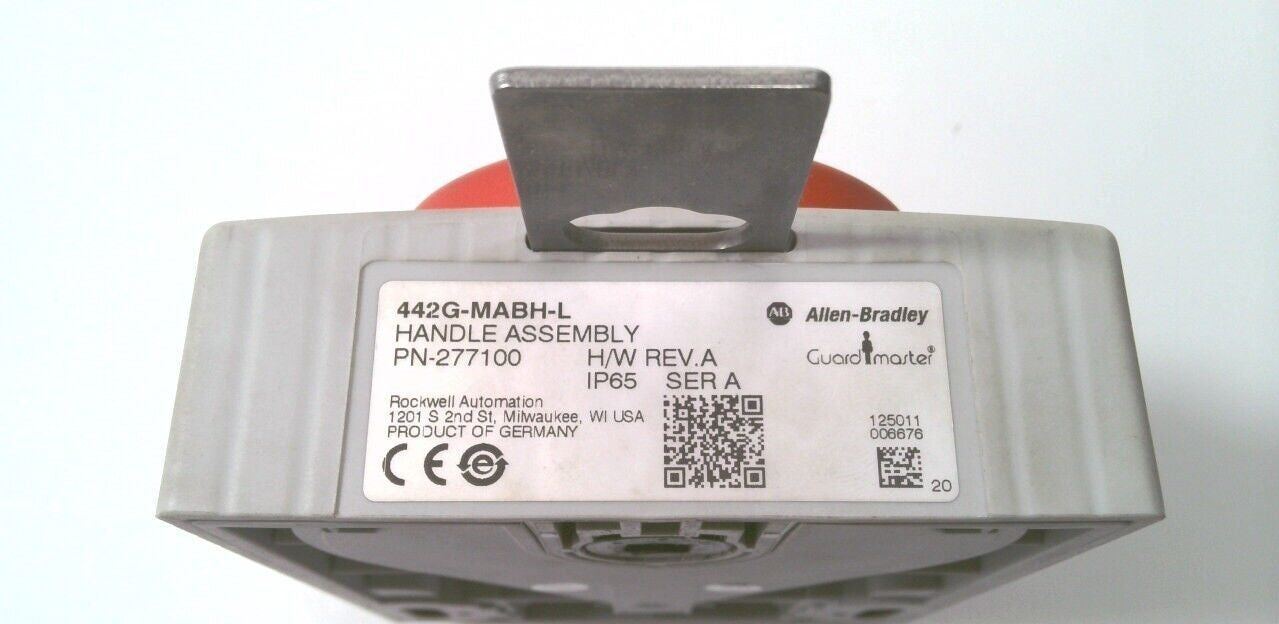 442G-MABH-L
HANDLE ASSEMBLY
PN-277100 H/W REV.A
IP65 SER A
Rockwell Automation
1201 S 2nd St, Milwaukee, WI USA
PRODUCT OF GERMANY
CE
AB Allen-Bradley
Guardmaster®
125011
006676
20